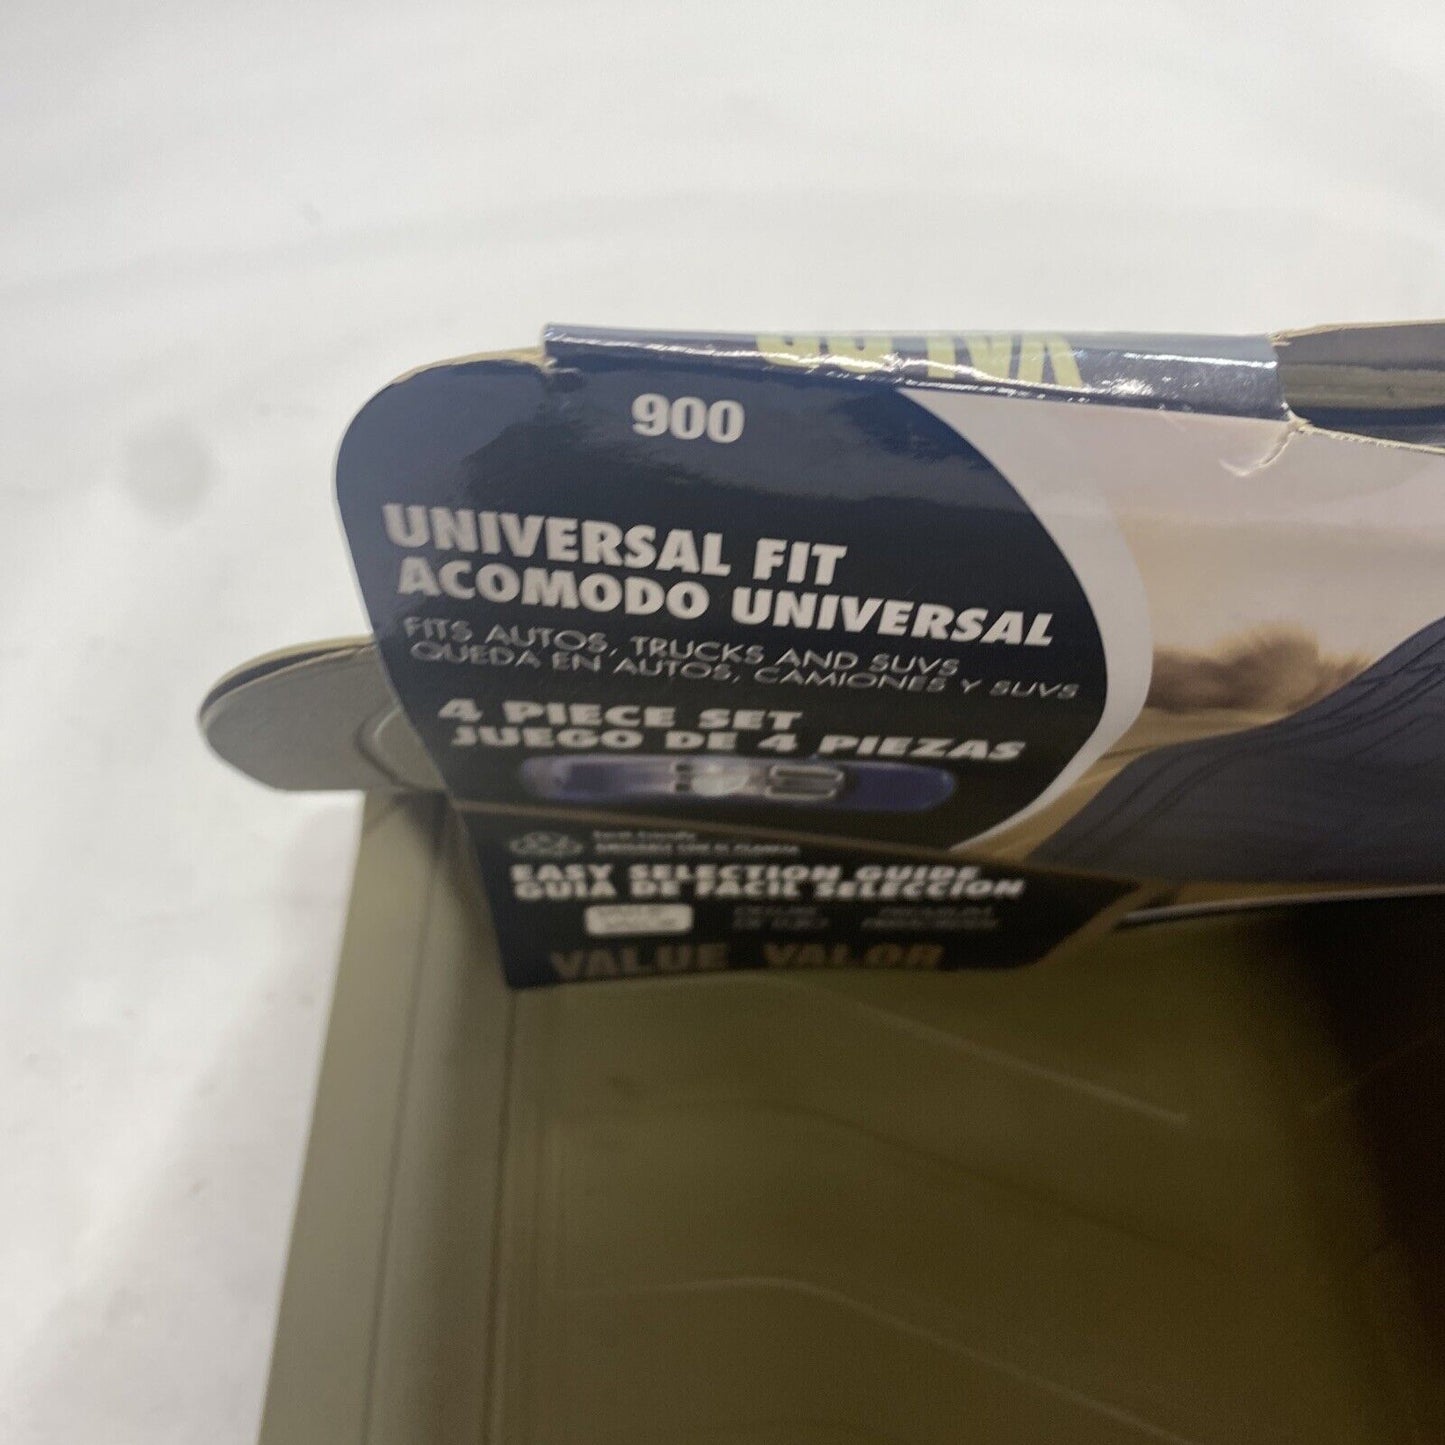 900
UNIVERSAL FIT
ACOMODO UNIVERSAL
FITS AUTOS, TRUCKS AND SUVS
QUEDA EN AUTOS, CAMIONES Y SUVS
4 PIECE SET
JUEGO DE 4 PIEZAS
EASY SELECTION GUIDE
GUIA DE FACIL SELECCION
VALUE VALOR